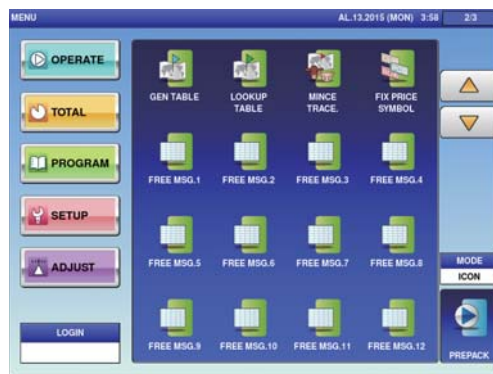 MENU
AL.13.2015 (MON) 3:58
2/3
OPERATE
TOTAL
PROGRAM
SETUP
ADJUST
LOGIN
GEN TABLE
LOOKUP
TABLE
MINCE
TRACE.
FIX PRICE
SYMBOL
FREE MSG.1
FREE MSG.2
FREE MSG.3
FREE MSG.4
FREE MSG.5
FREE MSG.6
FREE MSG.7
FREE MSG.8
FREE MSG.9
FREE MSG.10
FREE MSG.11
FREE MSG.12
MODE
ICON
PREPACK